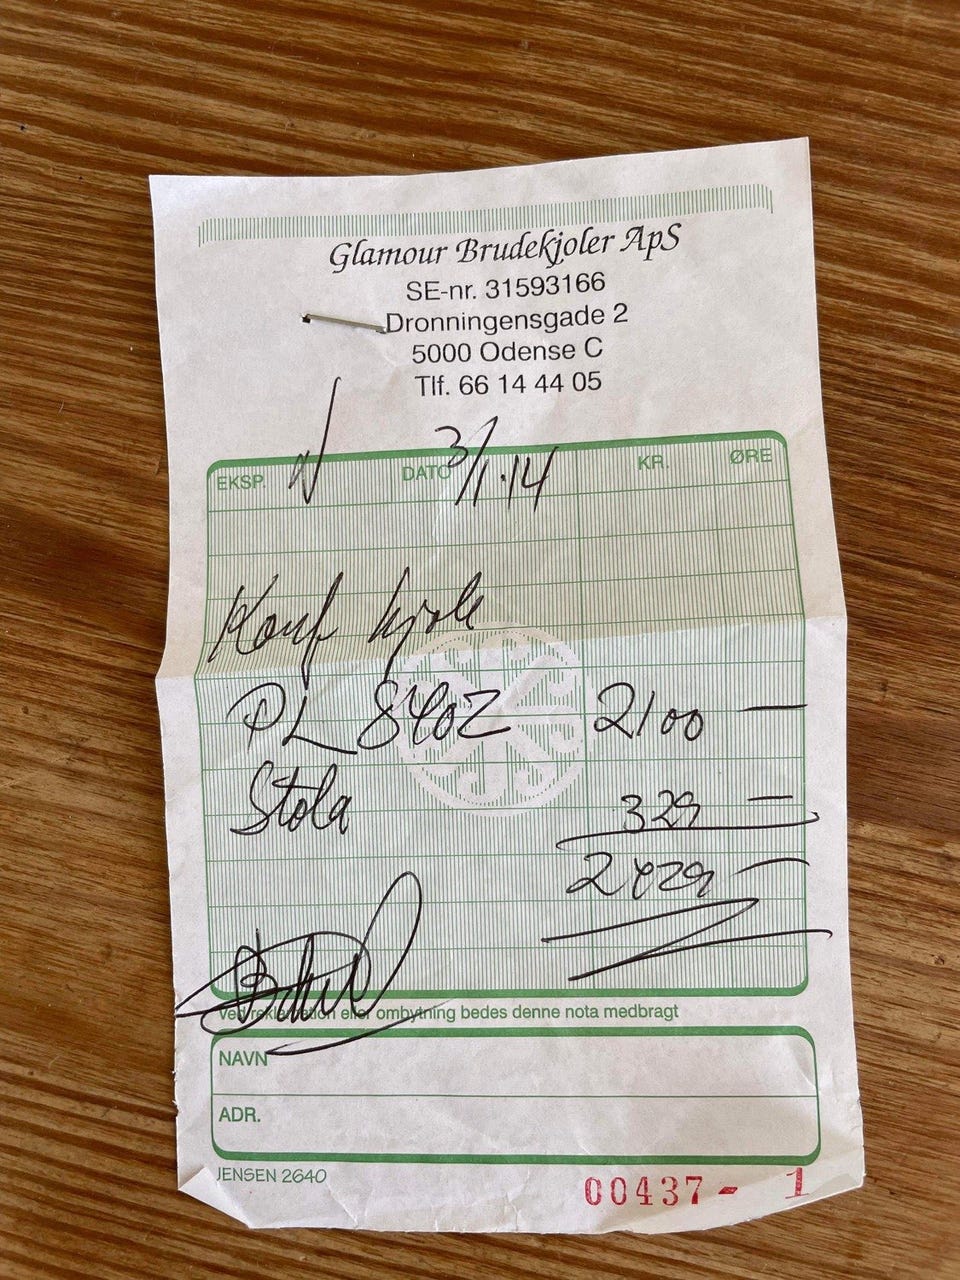 Glamour Brudekjoler ApS
SE-nr. 31593166
Dronningensgade 2
5000 Odense C
Tlf. 66 14 44 05
EKSP. DATO 3/1.14 KR. ØRE
Konf kjole
PL 8402 2100 —
Stola 329 —
2429 —
Ved reklamation eller ombytning bedes denne nota medbragt
NAVN
ADR.
JENSEN 2640
00437- 1